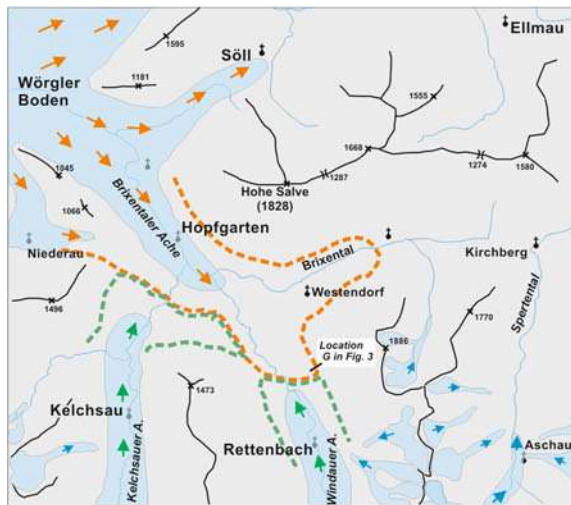 Ellmau
1595
Söll
1181
1555
Wörgler
Boden
1668
1274
1580
1287
1045
Hohe Salve
(1828)
1066
Brixentaler Ache
Hopfgarten
Niederau
Brixental
Kirchberg
Westendorf
Spertental
1496
1770
Location
G in Fig. 3
1886
1473
Kelchsau
Rettenbach
Aschau
Kelchsauer A.
Windauer A.